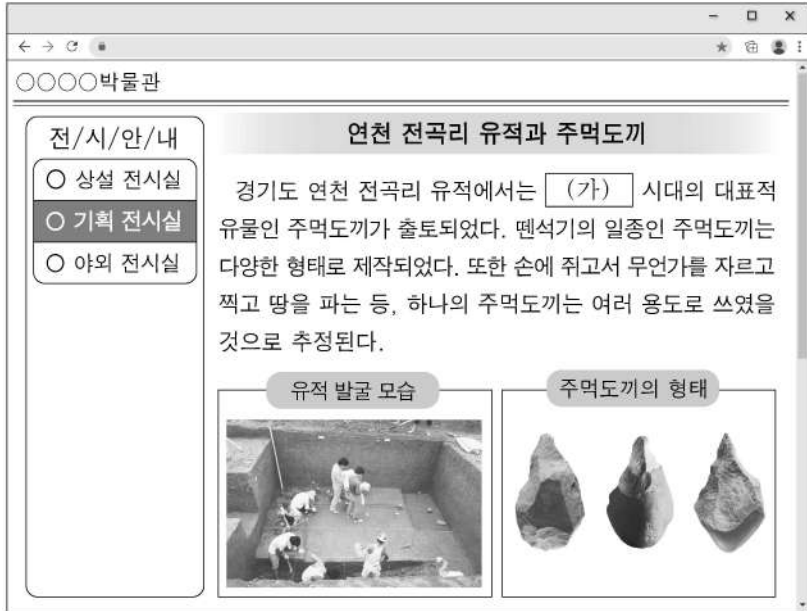 ○○○○박물관
전/시/안/내
○ 상설 전시실
○ 기획 전시실
○ 야외 전시실
연천 전곡리 유적과 주먹도끼
경기도 연천 전곡리 유적에서는 (가) 시대의 대표적
유물인 주먹도끼가 출토되었다. 뗀석기의 일종인 주먹도끼는
다양한 형태로 제작되었다. 또한 손에 쥐고서 무언가를 자르고
찍고 땅을 파는 등, 하나의 주먹도끼는 여러 용도로 쓰였을
것으로 추정된다.
유적 발굴 모습
주먹도끼의 형태